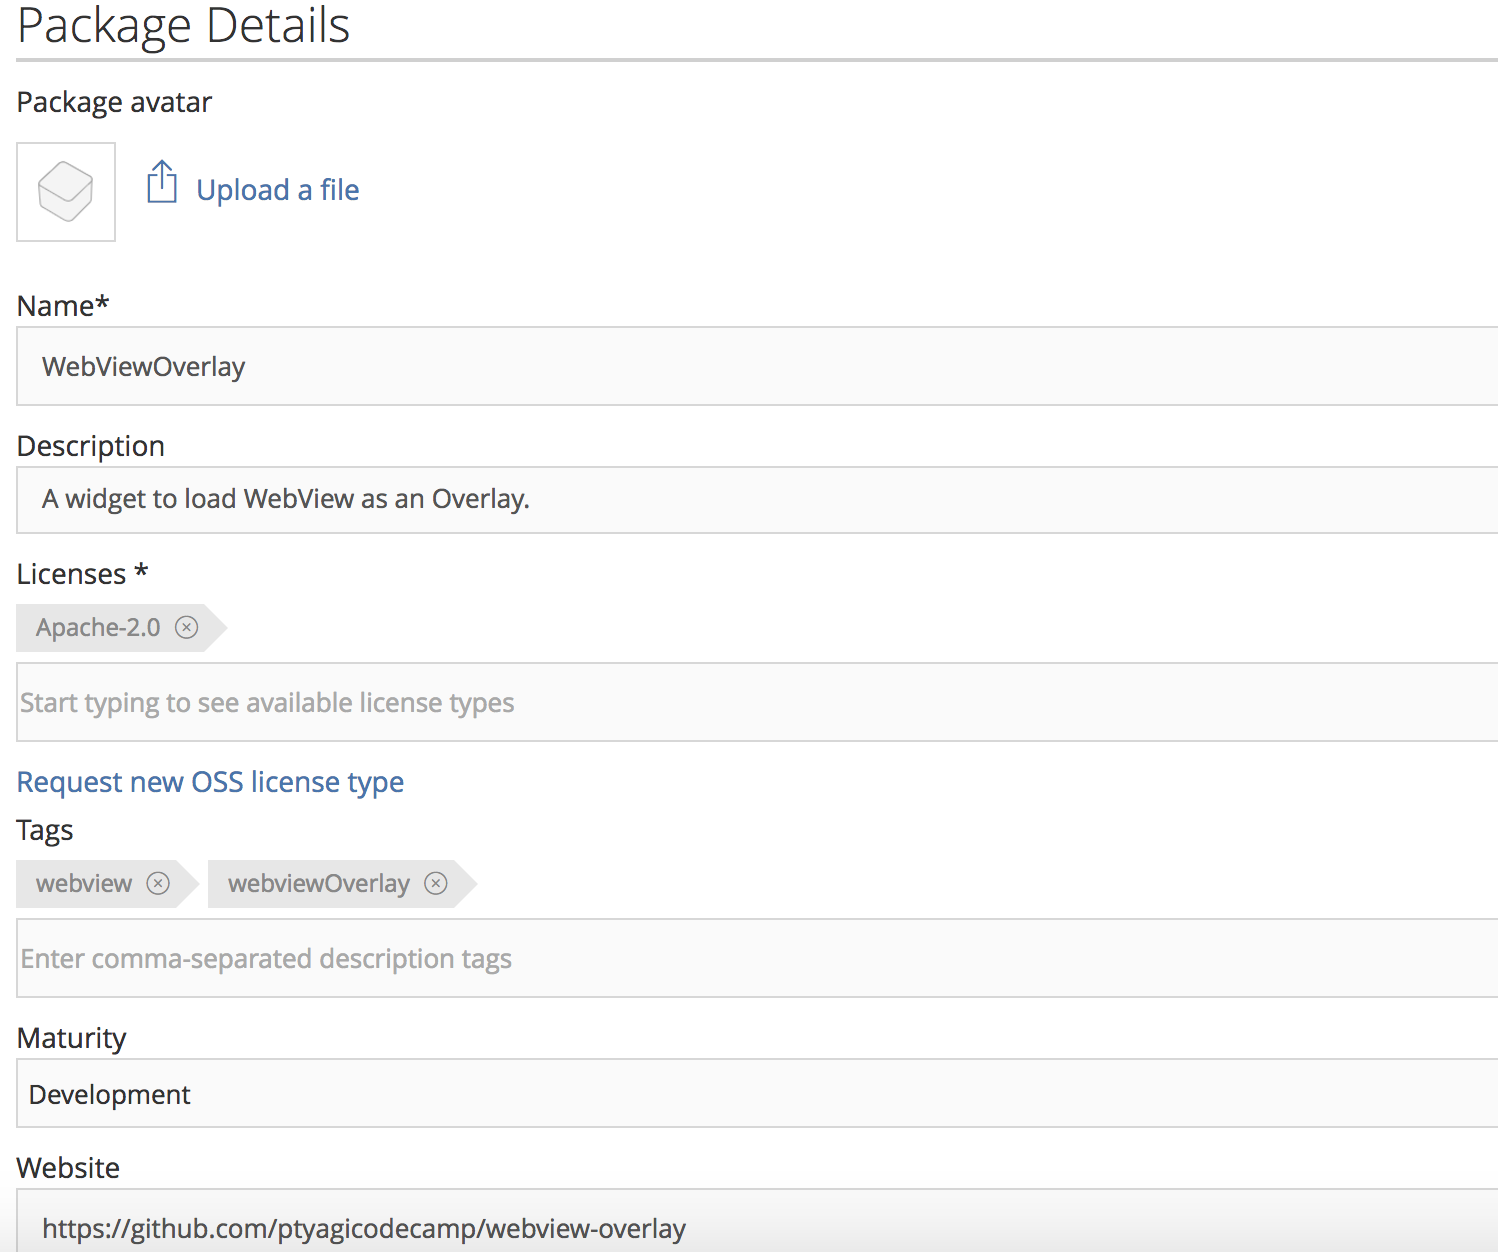 Package Details
Package avatar
Upload a file
Name*
WebViewOverlay
Description
A widget to load WebView as an Overlay.
Licenses *
Apache-2.0
Start typing to see available license types
Request new OSS license type
Tags
webview webviewOverlay
Enter comma-separated description tags
Maturity
Development
Website
https://github.com/ptyagicodecamp/webview-overlay